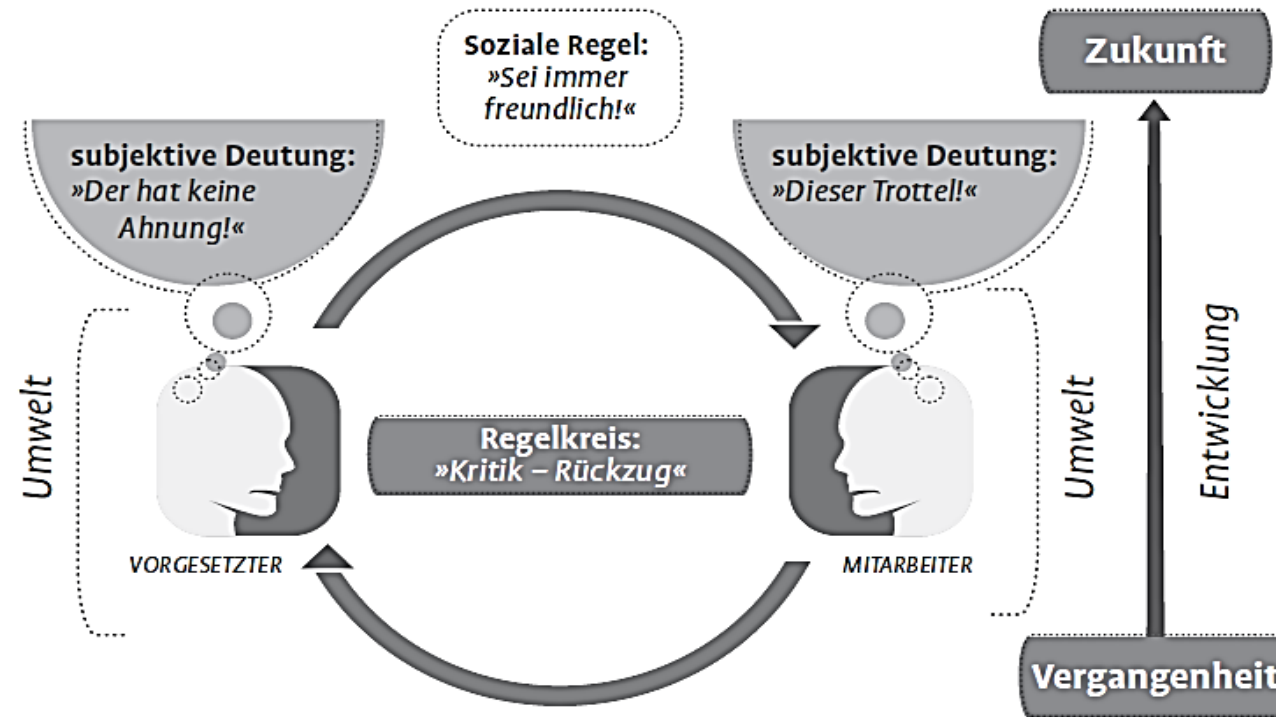 Soziale Regel:
»Sei immer
freundlich!«
Zukunft
subjektive Deutung:
»Der hat keine
Ahnung!«
subjektive Deutung:
»Dieser Trottel!«
Umwelt
Regelkreis:
»Kritik – Rückzug«
Umwelt
Entwicklung
VORGESETZTER
MITARBEITER
Vergangenheit